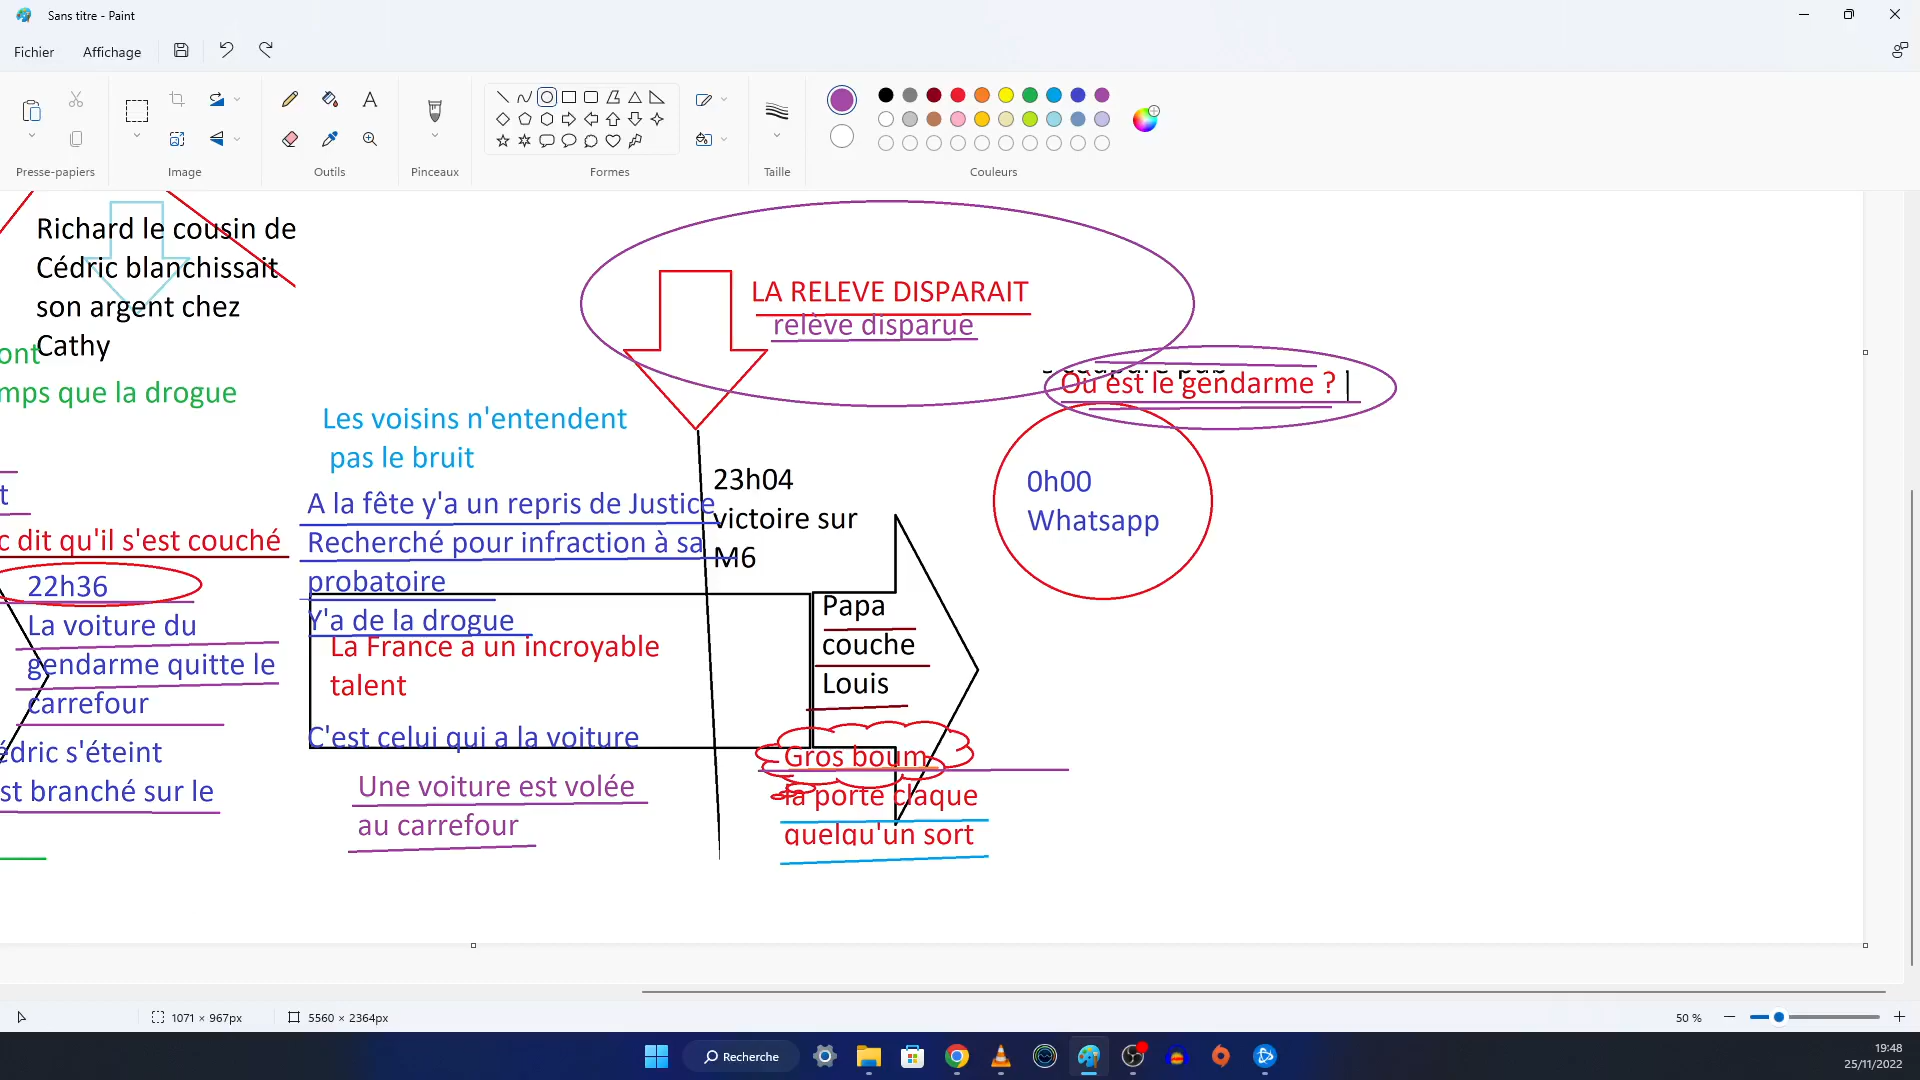 Sans titre - Paint
Fichier
Affichage
Presse-papiers
Image
Outils
Pinceaux
Formes
Taille
Couleurs
Richard le cousin de
Cédric blanchissait
son argent chez
Cathy
ont
mps que la drogue
t
c dit qu'il s'est couché
22h36
La voiture du
gendarme quitte le
carrefour
édric s'éteint
st branché sur le
LA RELEVE DISPARAIT
relève disparue
Où est le gendarme ?
Les voisins n'entendent
pas le bruit
A la fête y'a un repris de Justice
Recherché pour infraction à sa
probatoire
Y'a de la drogue
La France a un incroyable
talent
C'est celui qui a la voiture
Une voiture est volée
au carrefour
23h04
victoire sur
M6
0h00
Whatsapp
Papa
couche
Louis
Gros boum
la porte claque
quelqu'un sort
1071 × 967px
5560 × 2364px
50 %
Recherche
19:48
25/11/2022